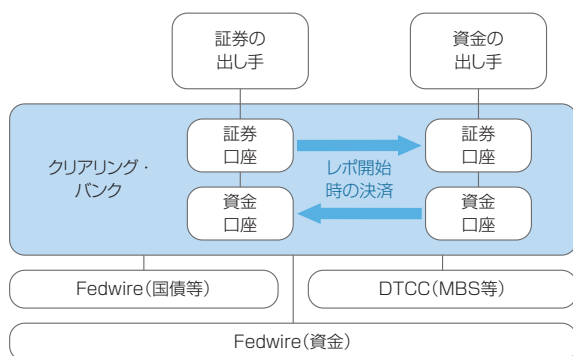 証券の
出し手
資金の
出し手
クリアリング・
バンク
証券
口座
レポ開始
時の決済
証券
口座
資金
口座
資金
口座
Fedwire(国債等)
DTCC(MBS等)
Fedwire(資金)